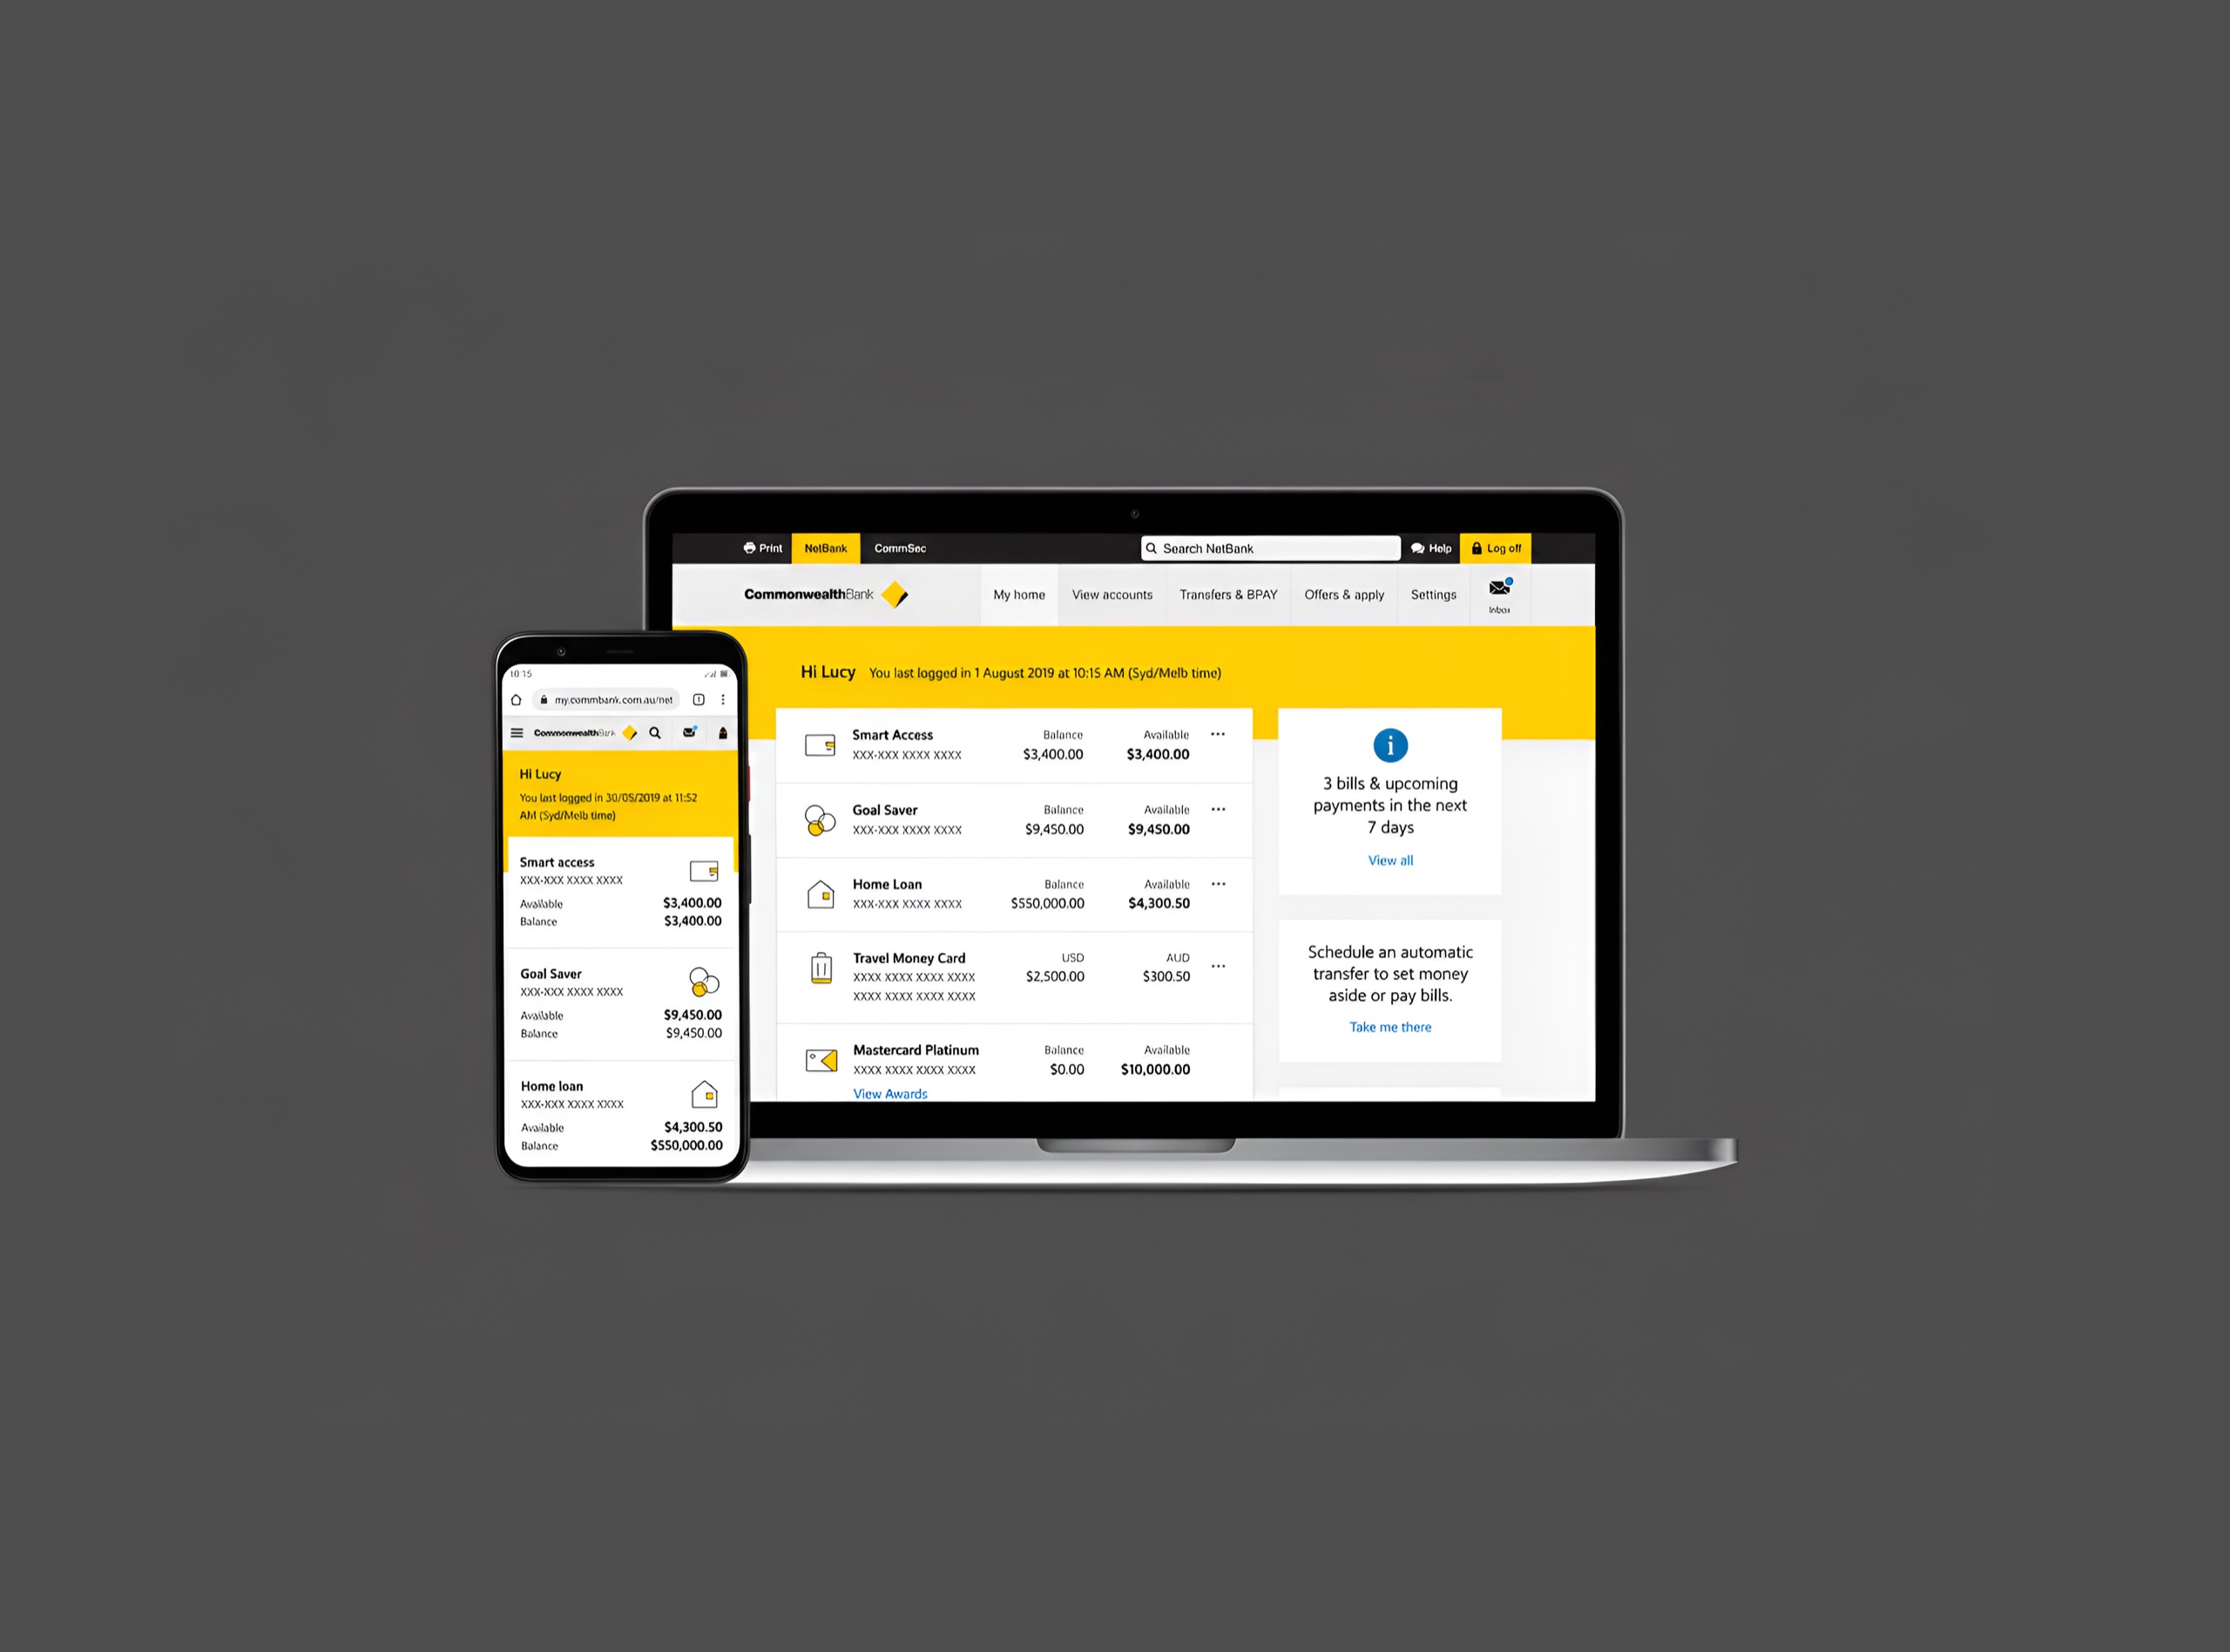 Print NetBank CommSec Search NetBank Help Log off
CommonwealthBank My home View accounts Transfers & BPAY Offers & apply Settings Inbox
Hi Lucy You last logged in 1 August 2019 at 10:15 AM (Syd/Melb time)
Smart Access Balance Available
XXX-XXX XXXX XXXX $3,400.00 $3,400.00
Goal Saver Balance Available
XXX-XXX XXXX XXXX $9,450.00 $9,450.00
Home Loan Balance Available
XXX-XXX XXXX XXXX $550,000.00 $4,300.50
Travel Money Card USD AUD
XXXX XXXX XXXX XXXX $2,500.00 $300.50
XXXX XXXX XXXX XXXX
Mastercard Platinum Balance Available
XXXX XXXX XXXX XXXX $0.00 $10,000.00
View Awards
3 bills & upcoming
payments in the next
7 days
View all
Schedule an automatic
transfer to set money
aside or pay bills.
Take me there
10:15
my.commbank.com.au/net 1
CommonwealthBank
Hi Lucy
You last logged in 30/05/2019 at 11:52
AM (Syd/Melb time)
Smart access
XXX-XXX XXXX XXXX
Available $3,400.00
Balance $3,400.00
Goal Saver
XXX-XXX XXXX XXXX
Available $9,450.00
Balance $9,450.00
Home loan
XXX-XXX XXXX XXXX
Available $4,300.50
Balance $550,000.00